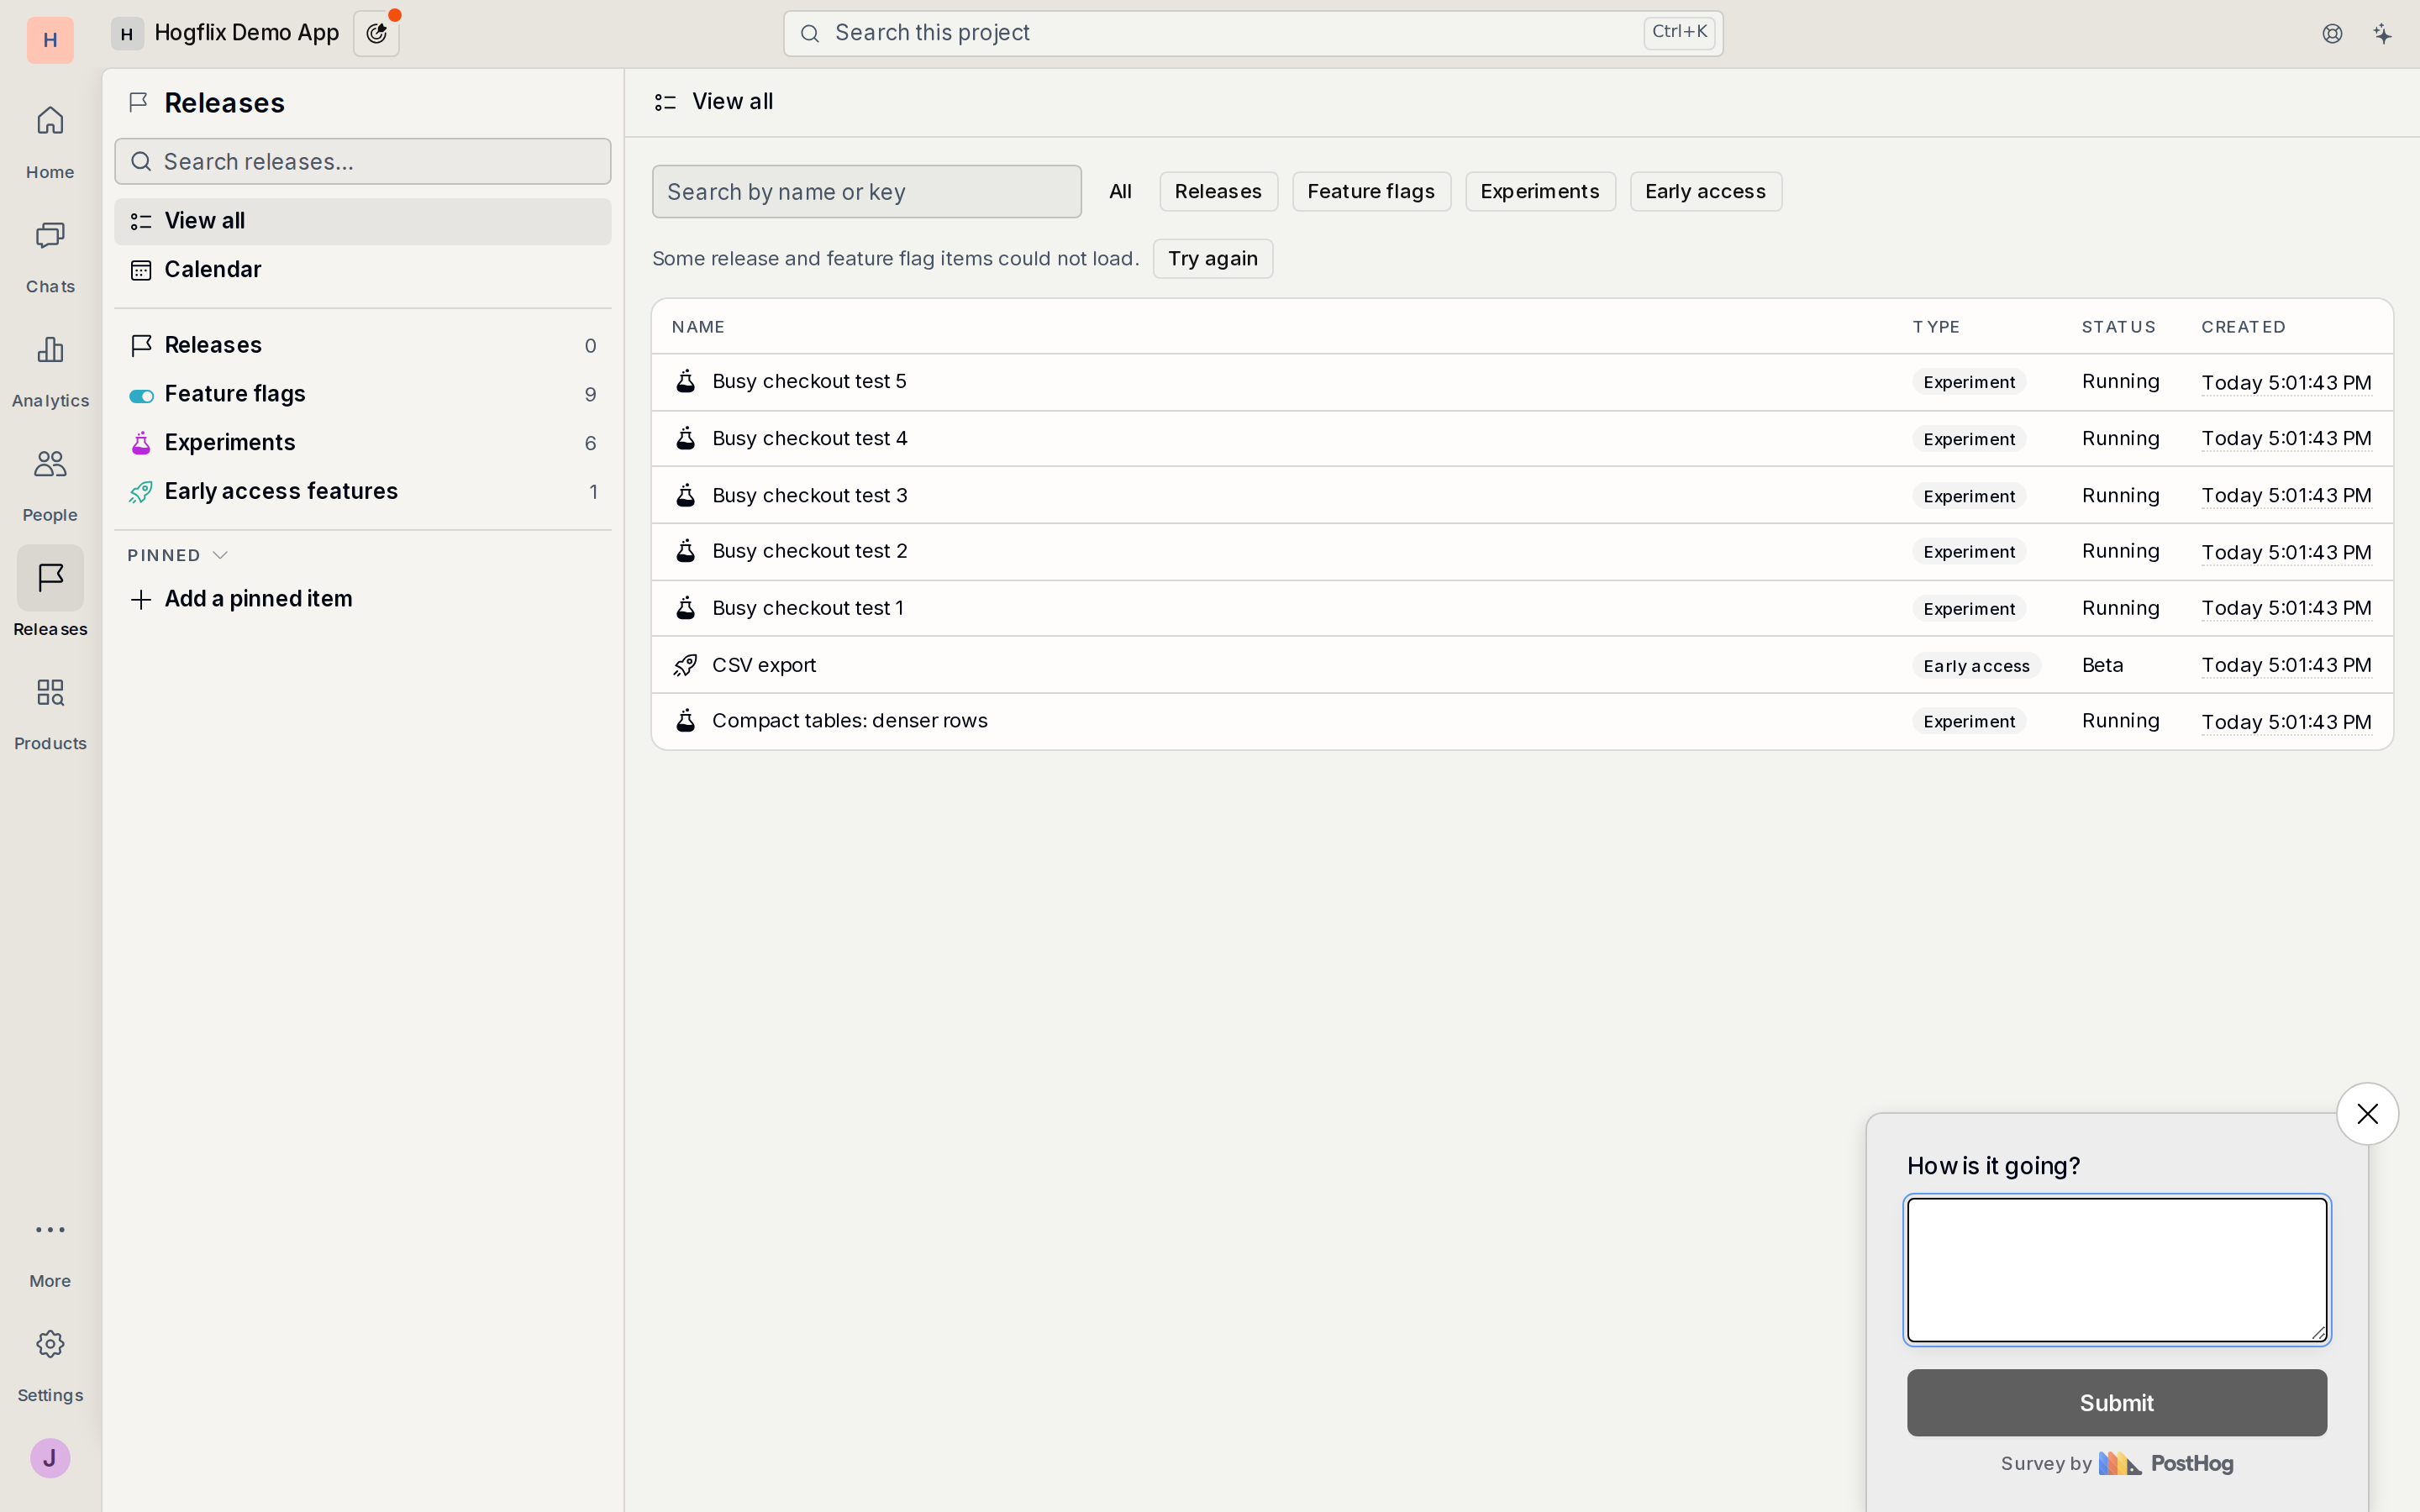 H
H Hogflix Demo App
Search this project
Ctrl+K
Home
Chats
Analytics
People
Releases
Products
More
Settings
J
Releases
Search releases...
View all
Calendar
Releases 0
Feature flags 9
Experiments 6
Early access features 1
PINNED
Add a pinned item
View all
Search by name or key
All Releases Feature flags Experiments Early access
Some release and feature flag items could not load. Try again
NAME TYPE STATUS CREATED
Busy checkout test 5 Experiment Running Today 5:01:43 PM
Busy checkout test 4 Experiment Running Today 5:01:43 PM
Busy checkout test 3 Experiment Running Today 5:01:43 PM
Busy checkout test 2 Experiment Running Today 5:01:43 PM
Busy checkout test 1 Experiment Running Today 5:01:43 PM
CSV export Early access Beta Today 5:01:43 PM
Compact tables: denser rows Experiment Running Today 5:01:43 PM
How is it going?
Submit
Survey by PostHog